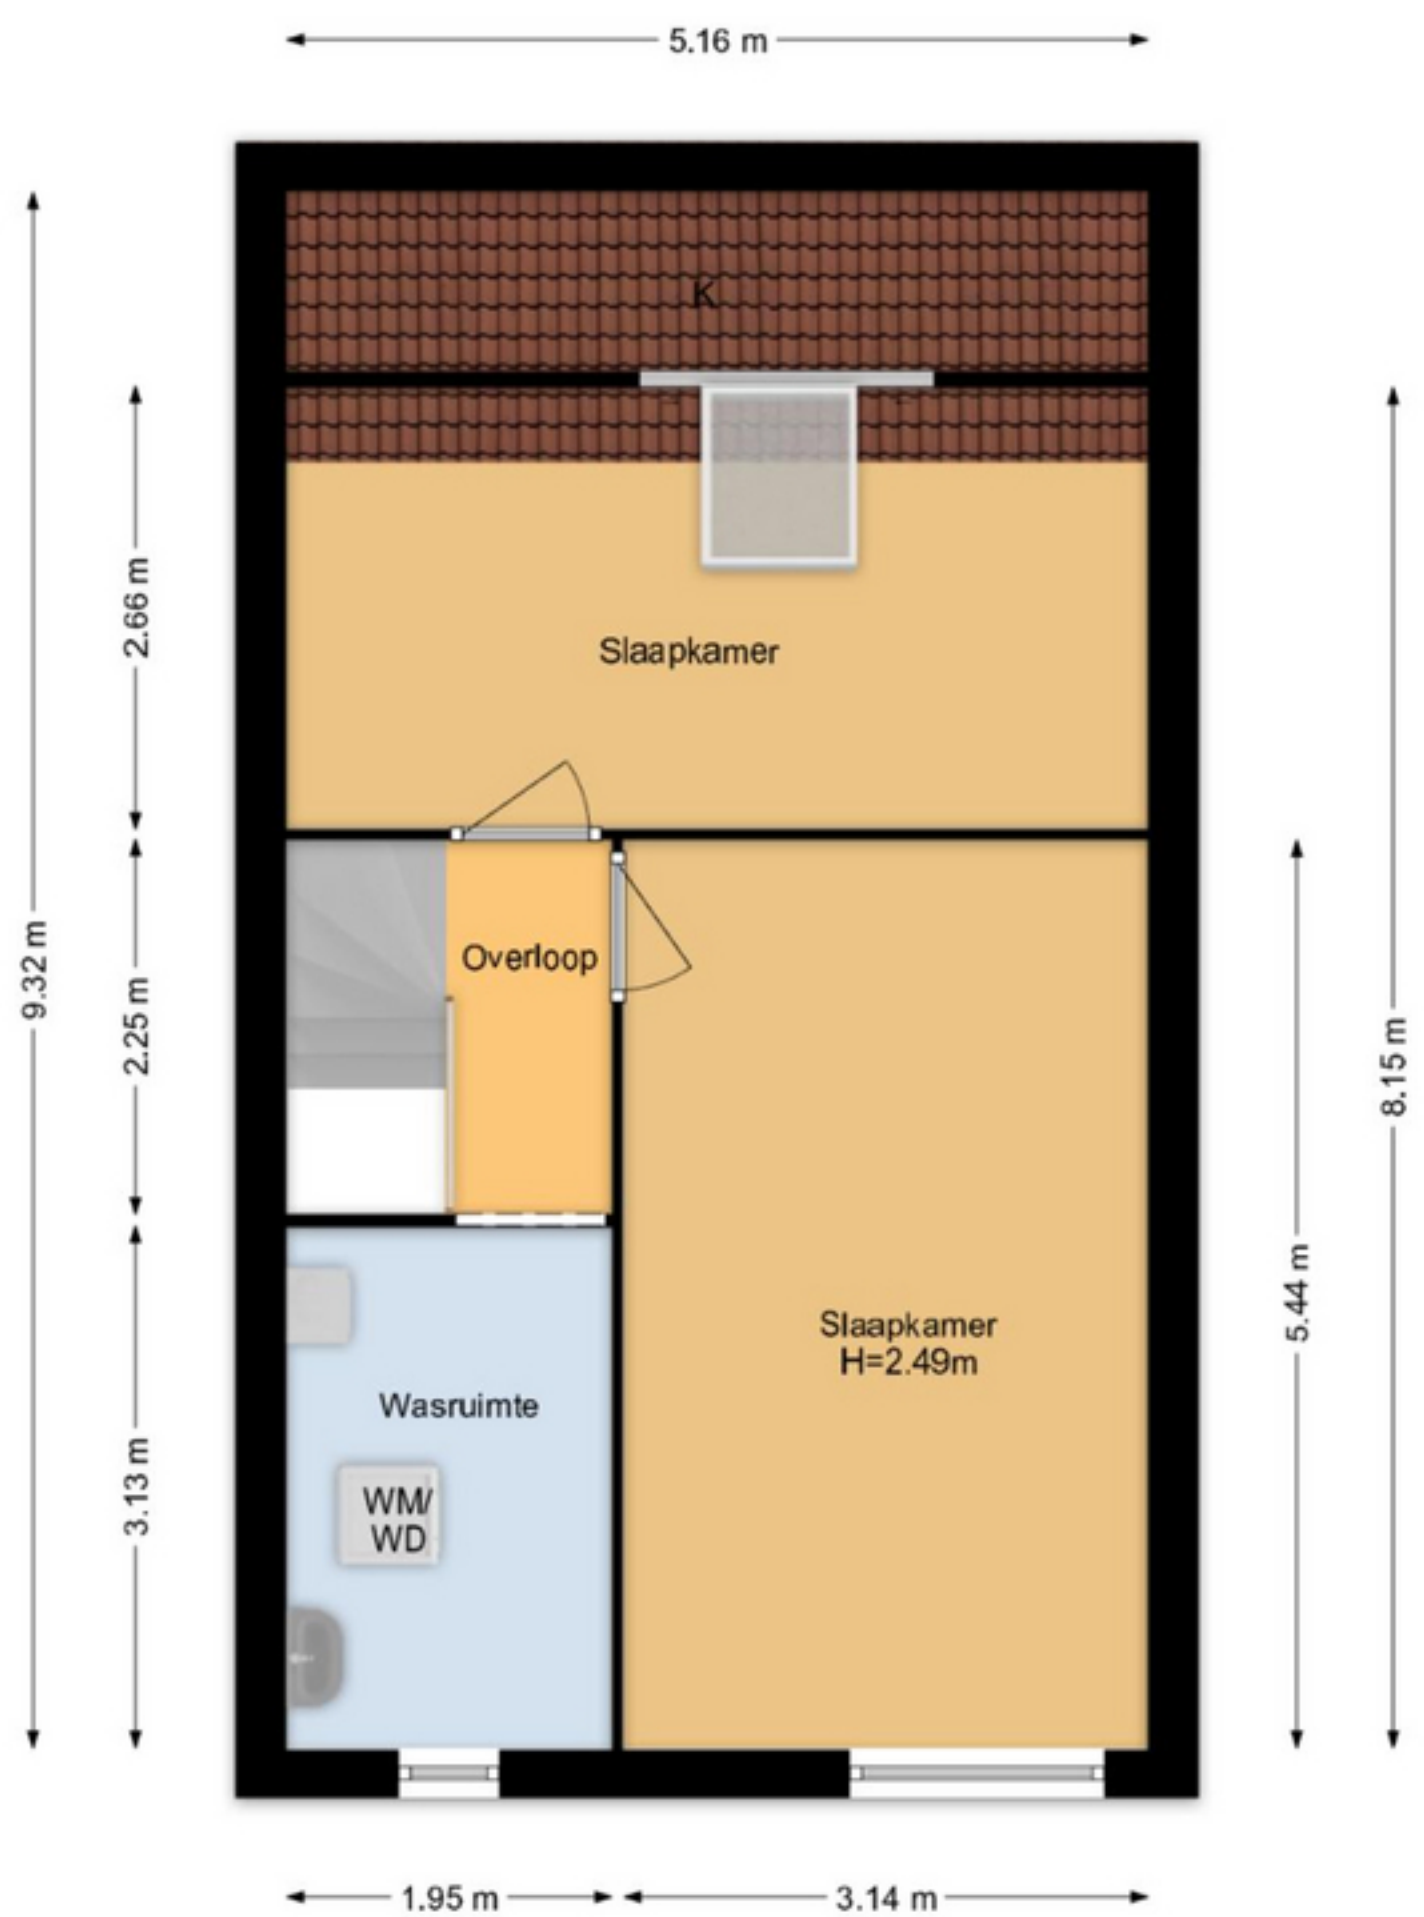 5.16 m
K
2.66 m
Slaapkamer
9.32 m
2.25 m
Overloop
8.15 m
5.44 m
Slaapkamer
H=2.49m
Wasruimte
3.13 m
WM/
WD
1.95 m
3.14 m